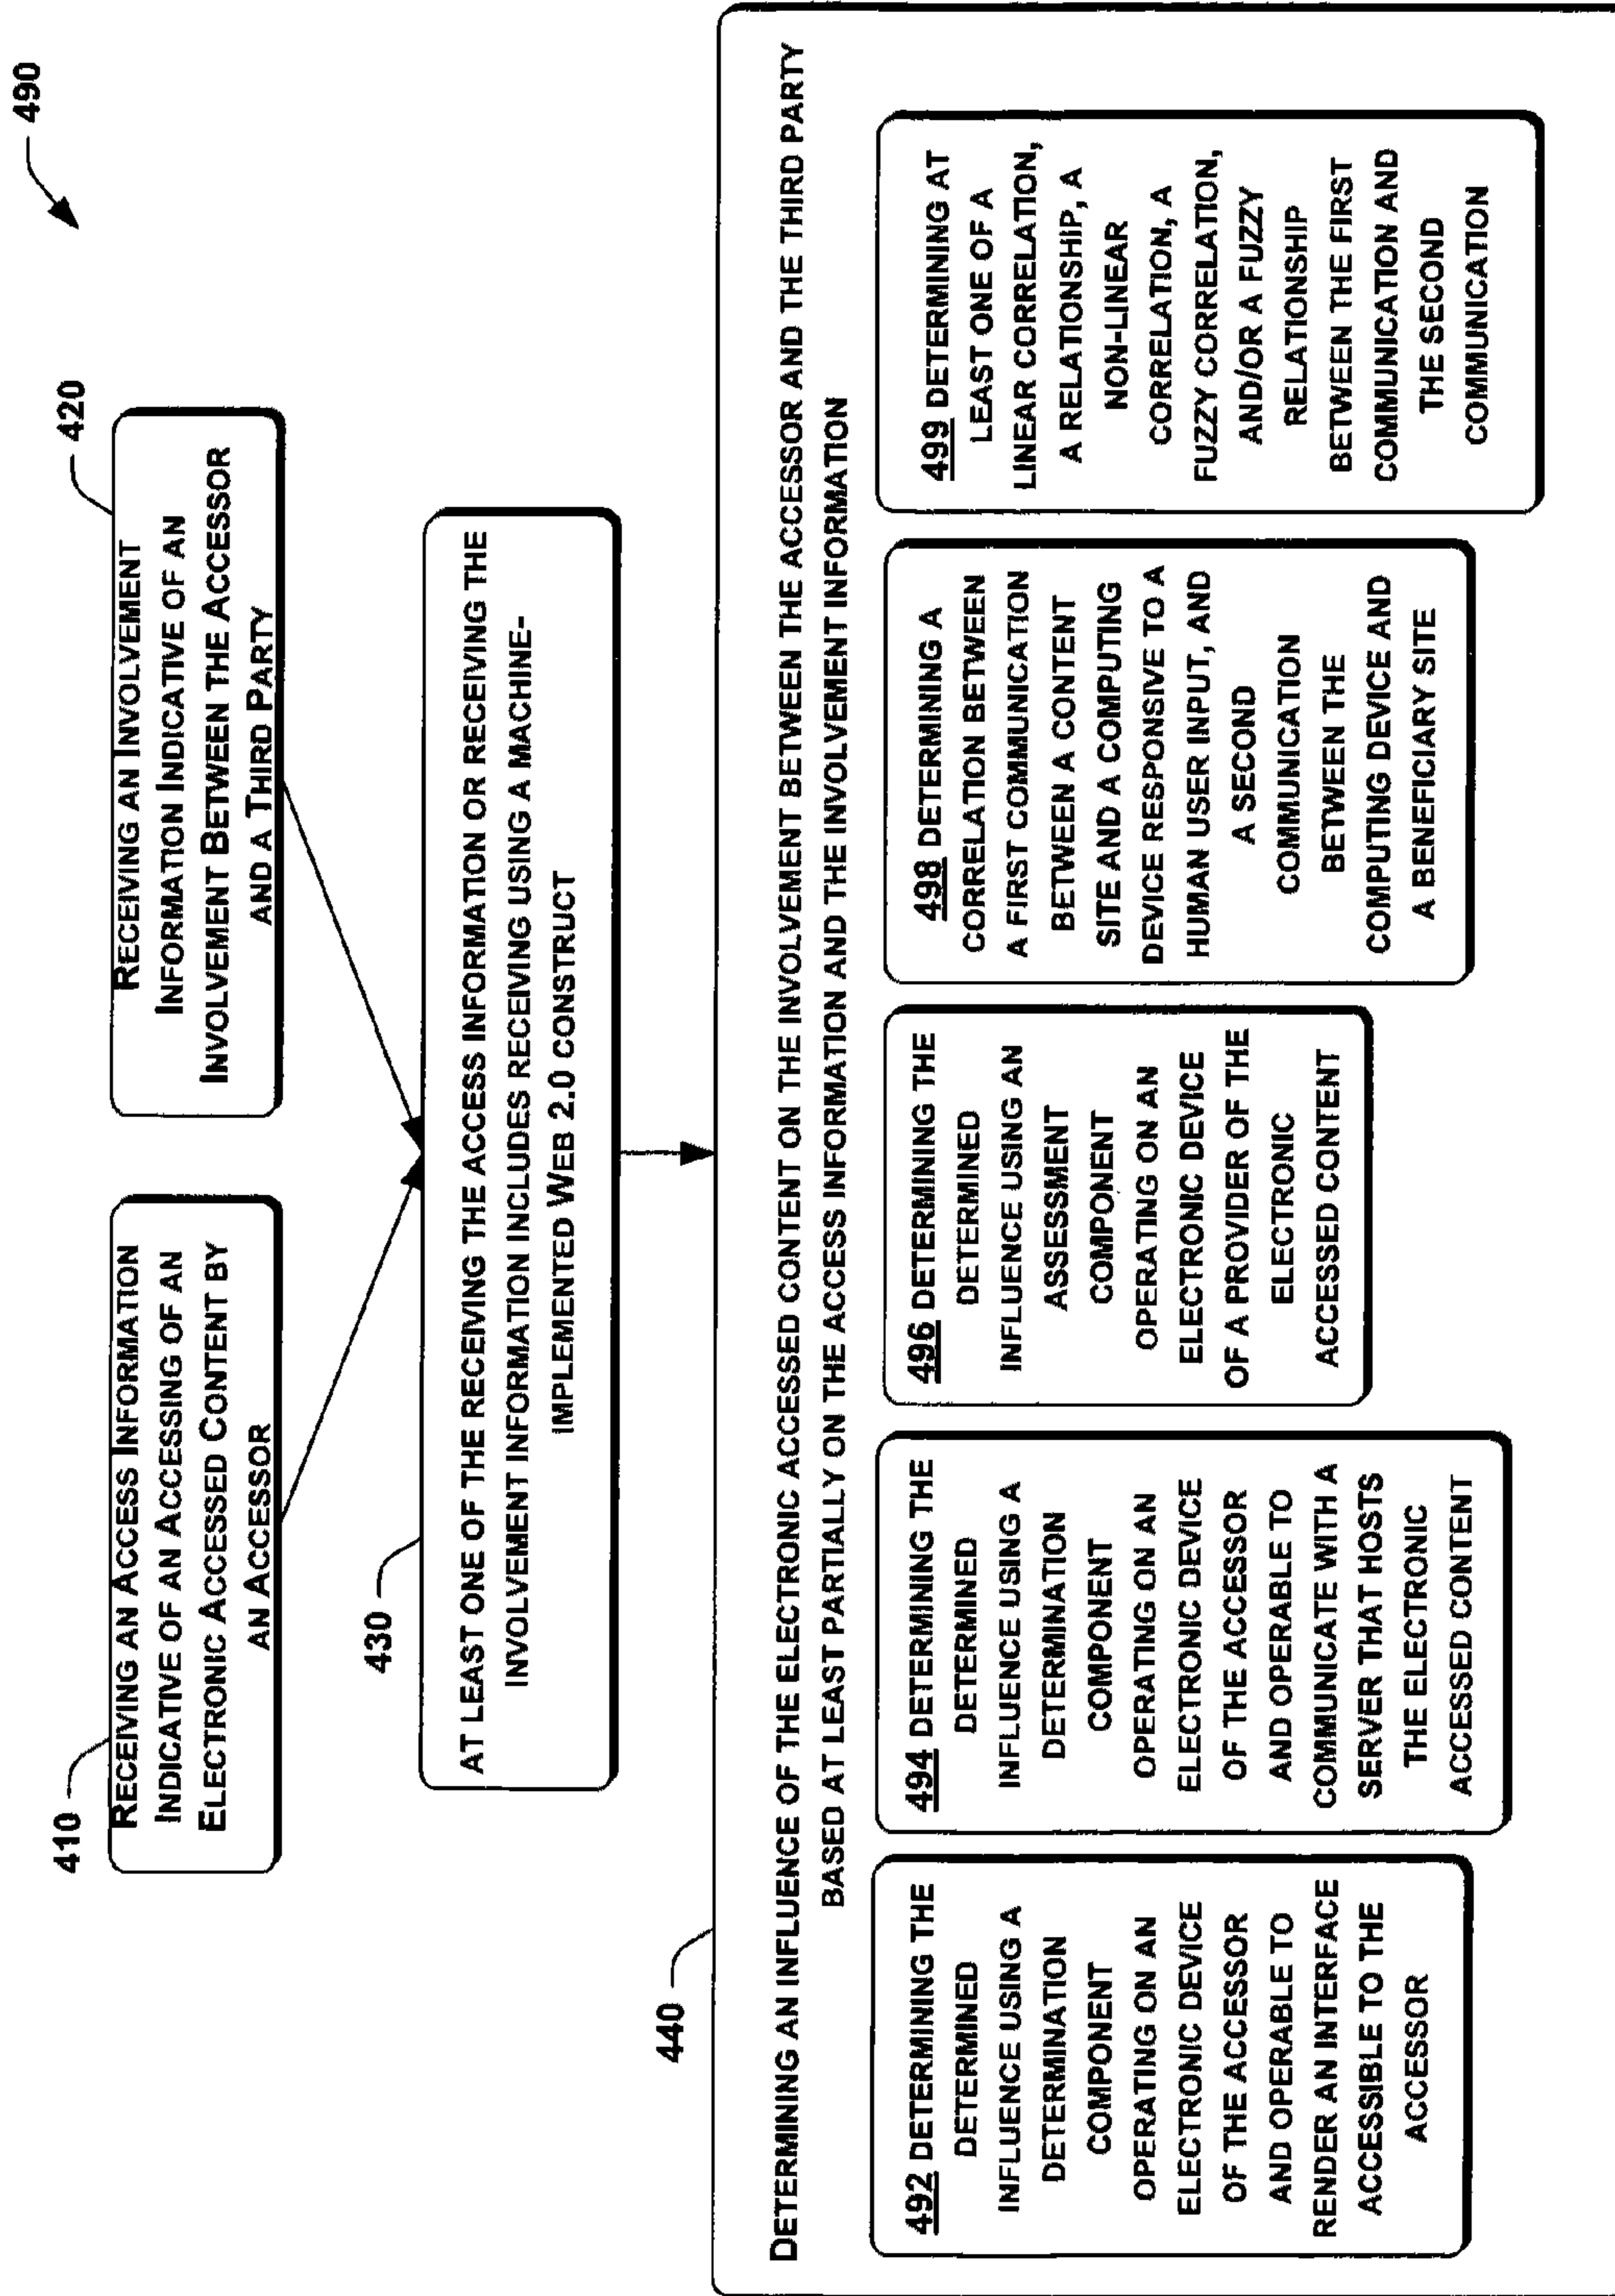 490
410
RECEIVING AN ACCESS INFORMATION
INDICATIVE OF AN ACCESSING OF AN
ELECTRONIC ACCESSED CONTENT BY
AN ACCESSOR
420
RECEIVING AN INVOLVEMENT
INFORMATION INDICATIVE OF AN
INVOLVEMENT BETWEEN THE ACCESSOR
AND A THIRD PARTY
430
AT LEAST ONE OF THE RECEIVING THE ACCESS INFORMATION OR RECEIVING THE
INVOLVEMENT INFORMATION INCLUDES RECEIVING USING A MACHINE-
IMPLEMENTED WEB 2.0 CONSTRUCT
440
DETERMINING AN INFLUENCE OF THE ELECTRONIC ACCESSED CONTENT ON THE INVOLVEMENT BETWEEN THE ACCESSOR AND THE THIRD PARTY
BASED AT LEAST PARTIALLY ON THE ACCESS INFORMATION AND THE INVOLVEMENT INFORMATION
492 DETERMINING THE
DETERMINED
INFLUENCE USING A
DETERMINATION
COMPONENT
OPERATING ON AN
ELECTRONIC DEVICE
OF THE ACCESSOR
AND OPERABLE TO
RENDER AN INTERFACE
ACCESSIBLE TO THE
ACCESSOR
494 DETERMINING THE
DETERMINED
INFLUENCE USING A
DETERMINATION
COMPONENT
OPERATING ON AN
ELECTRONIC DEVICE
OF THE ACCESSOR
AND OPERABLE TO
COMMUNICATE WITH A
SERVER THAT HOSTS
THE ELECTRONIC
ACCESSED CONTENT
496 DETERMINING THE
DETERMINED
INFLUENCE USING AN
ASSESSMENT
COMPONENT
OPERATING ON AN
ELECTRONIC DEVICE
OF A PROVIDER OF THE
ELECTRONIC
ACCESSED CONTENT
498 DETERMINING A
CORRELATION BETWEEN
A FIRST COMMUNICATION
BETWEEN A CONTENT
SITE AND A COMPUTING
DEVICE RESPONSIVE TO A
HUMAN USER INPUT, AND
A SECOND
COMMUNICATION
BETWEEN THE
COMPUTING DEVICE AND
A BENEFICIARY SITE
499 DETERMINING AT
LEAST ONE OF A
LINEAR CORRELATION,
A RELATIONSHIP, A
NON-LINEAR
CORRELATION, A
FUZZY CORRELATION,
AND/OR A FUZZY
RELATIONSHIP
BETWEEN THE FIRST
COMMUNICATION AND
THE SECOND
COMMUNICATION